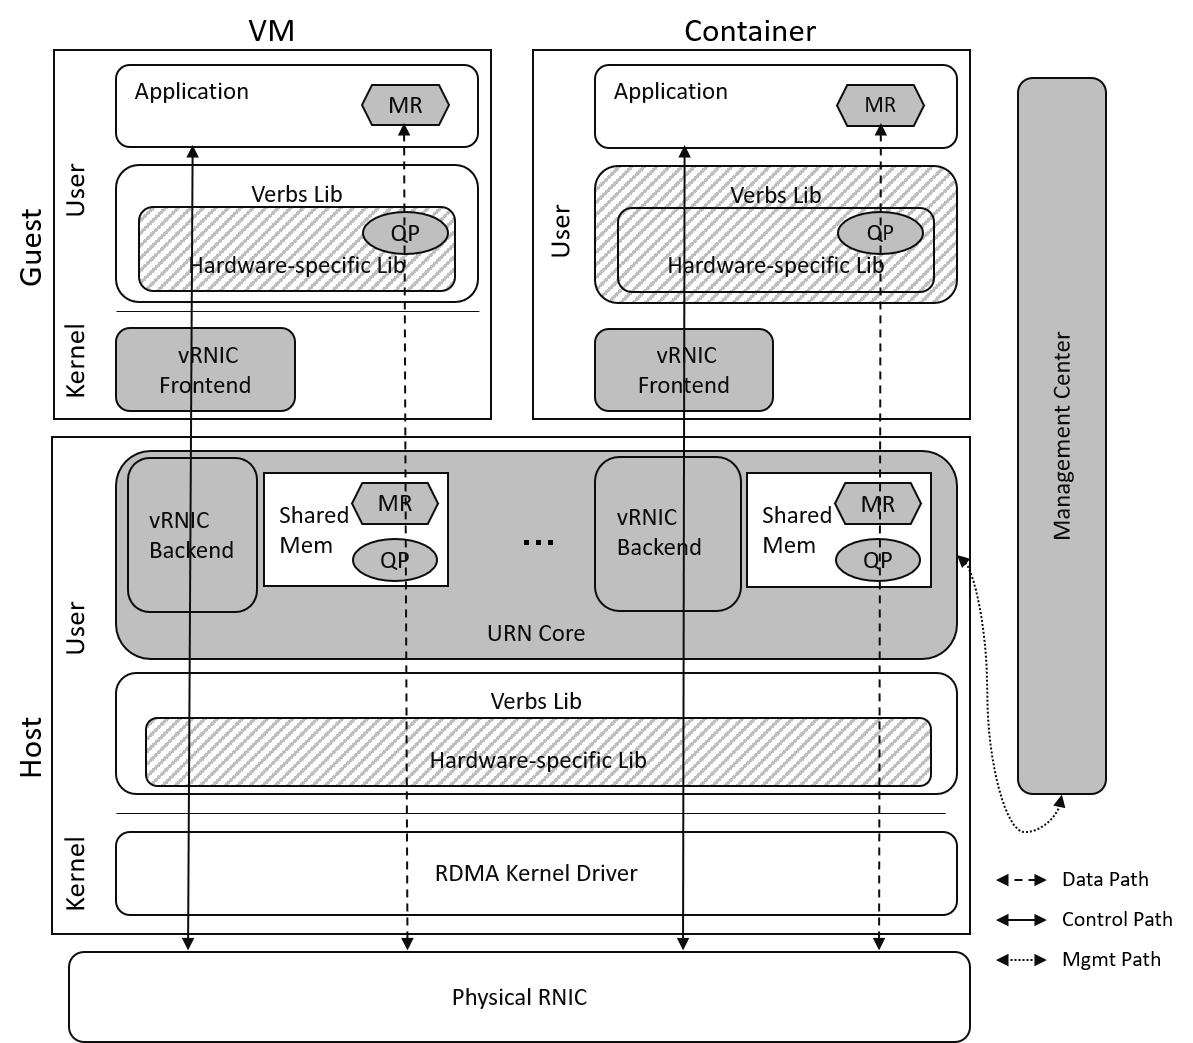 VM
Container
Guest
User
Kernel
Application
MR
Verbs Lib
QP
Hardware-specific Lib
vRNIC
Frontend
User
Application
MR
Verbs Lib
QP
Hardware-specific Lib
vRNIC
Frontend
Host
User
Kernel
vRNIC
Backend
Shared
Mem
MR
QP
...
vRNIC
Backend
Shared
Mem
MR
QP
URN Core
Verbs Lib
Hardware-specific Lib
RDMA Kernel Driver
Physical RNIC
Management Center
Data Path
Control Path
Mgmt Path